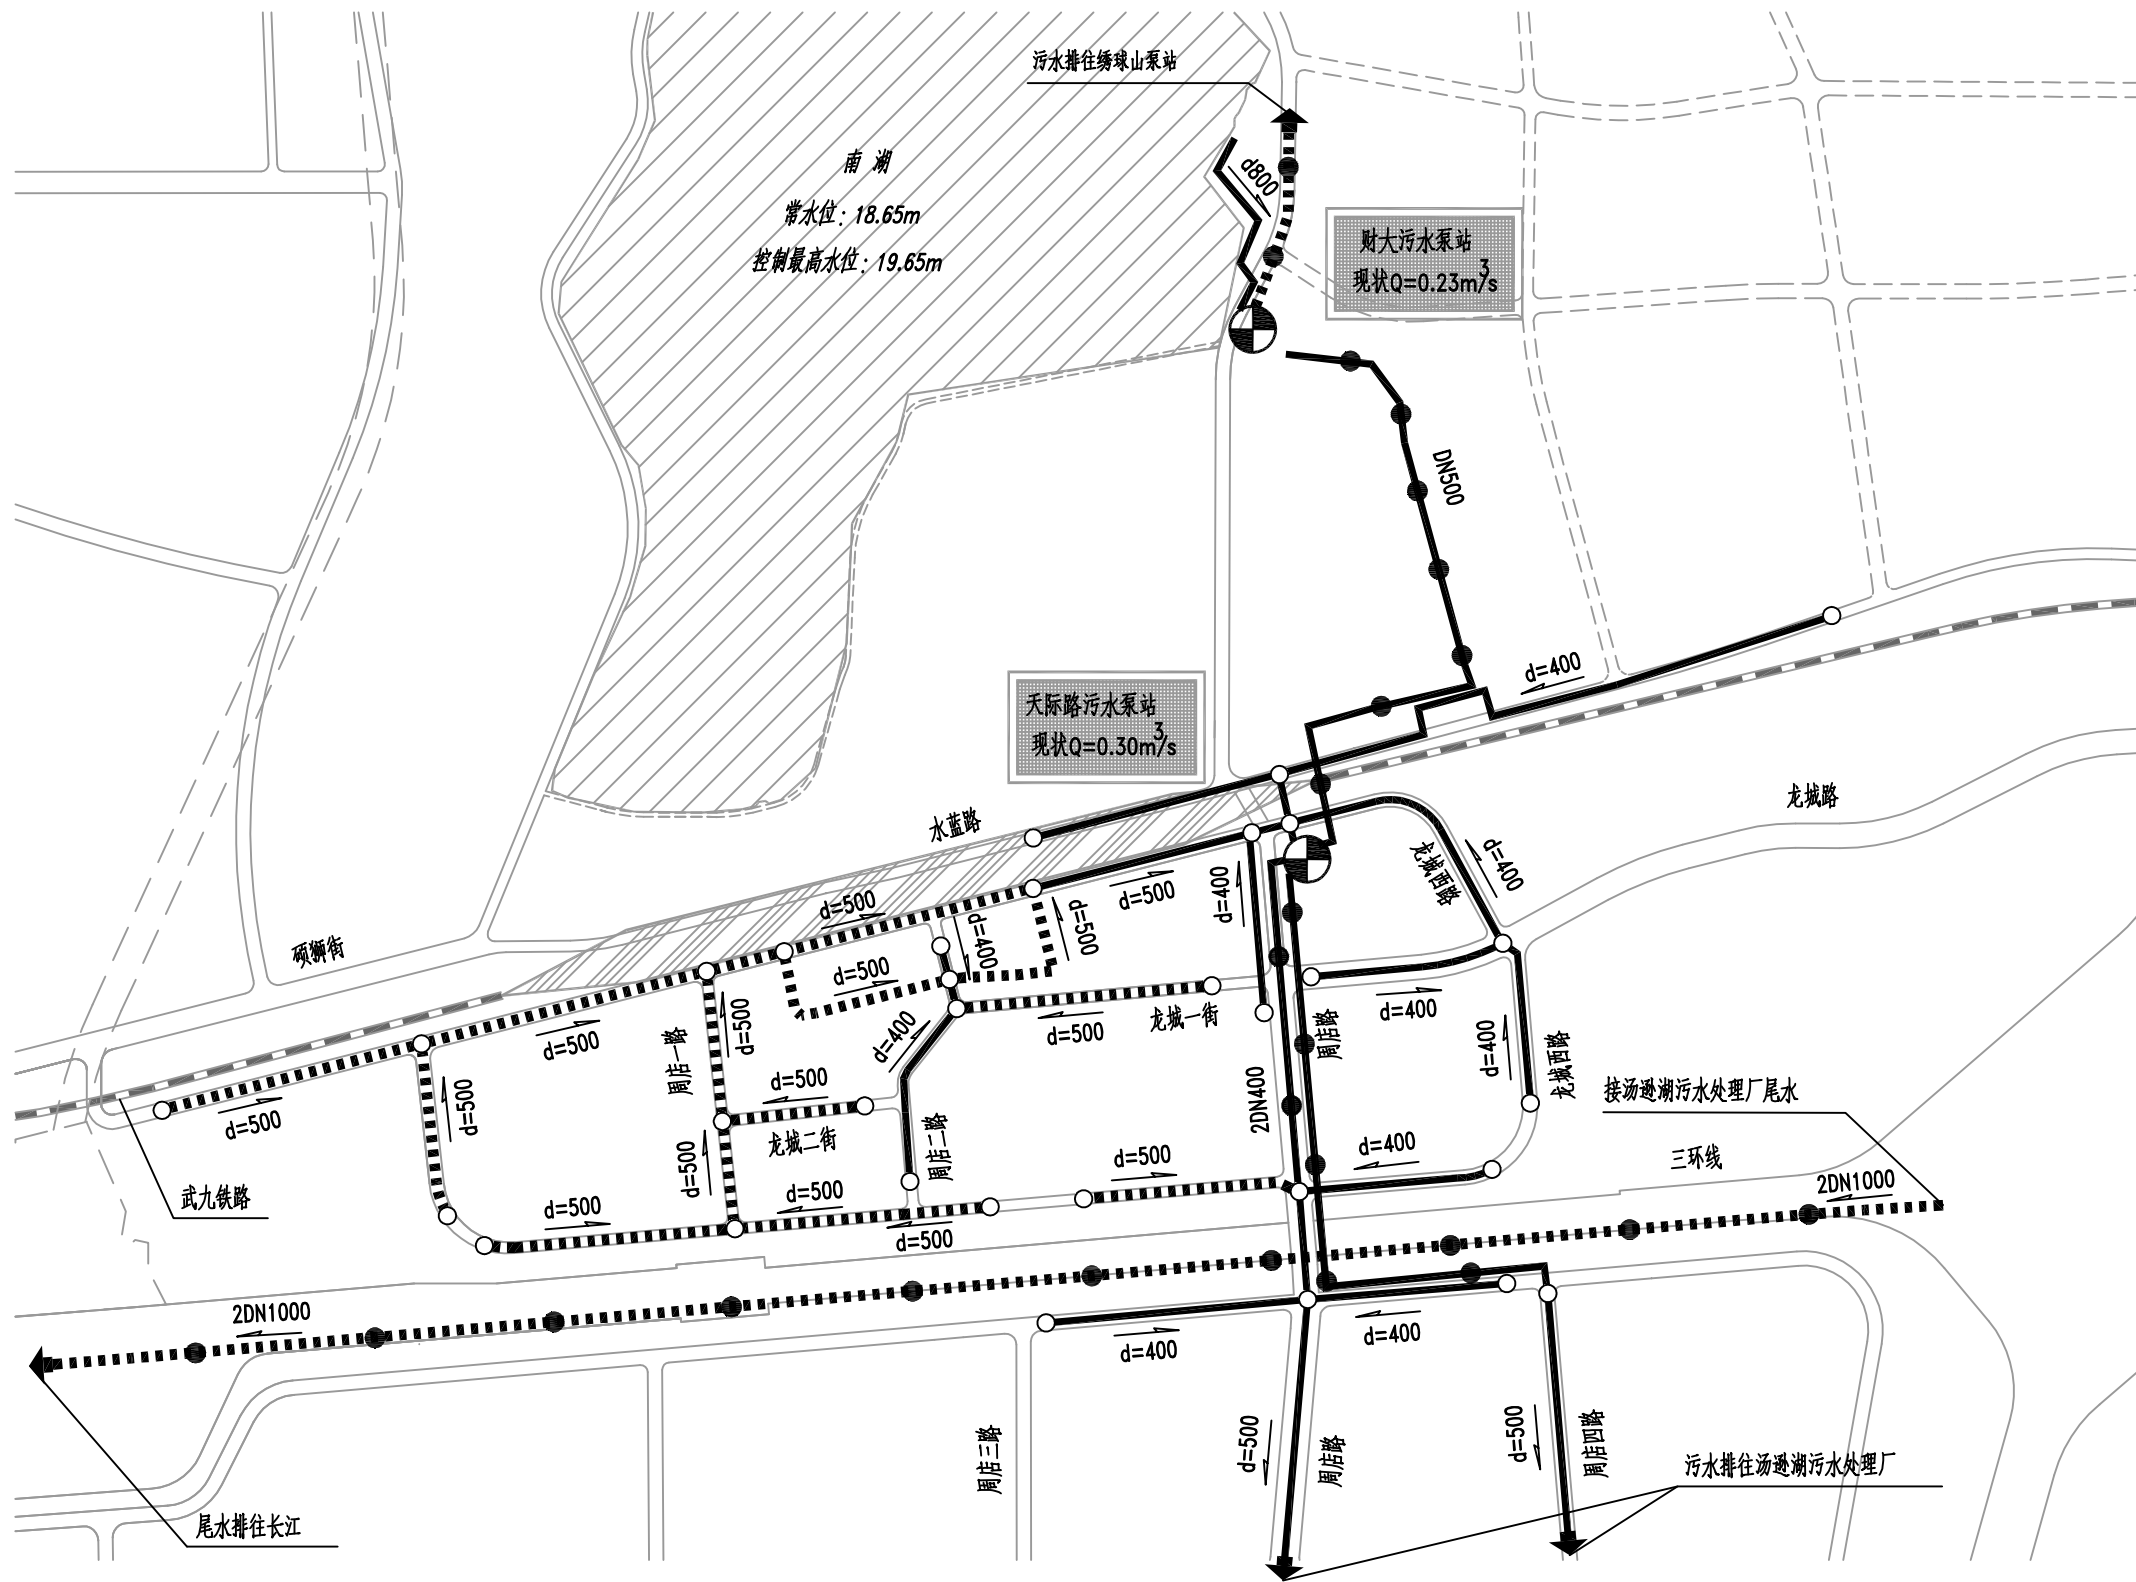 污水排往绣球山泵站
南 湖
常水位：18.65m
控制最高水位：19.65m
d800
财大污水泵站
现状Q=0.23m³/s
DN500
d=400
天际路污水泵站
现状Q=0.30m³/s
水蓝路
龙城路
龙城西路
d=400
d=500
d=400
d=500
d=500
d=400
d=500
硕狮街
d=500
周店一路
d=500
d=400
d=500
龙城一街
周店路
d=400
d=400
龙城西路
d=500
d=500
d=500
d=500
龙城二街
周店二路
2DN400
d=400
接汤逊湖污水处理厂尾水
三环线
2DN1000
武九铁路
d=500
d=500
d=500
d=500
d=500
2DN1000
d=400
d=400
周店三路
d=500
周店路
d=500
周店四路
污水排往汤逊湖污水处理厂
尾水排往长江